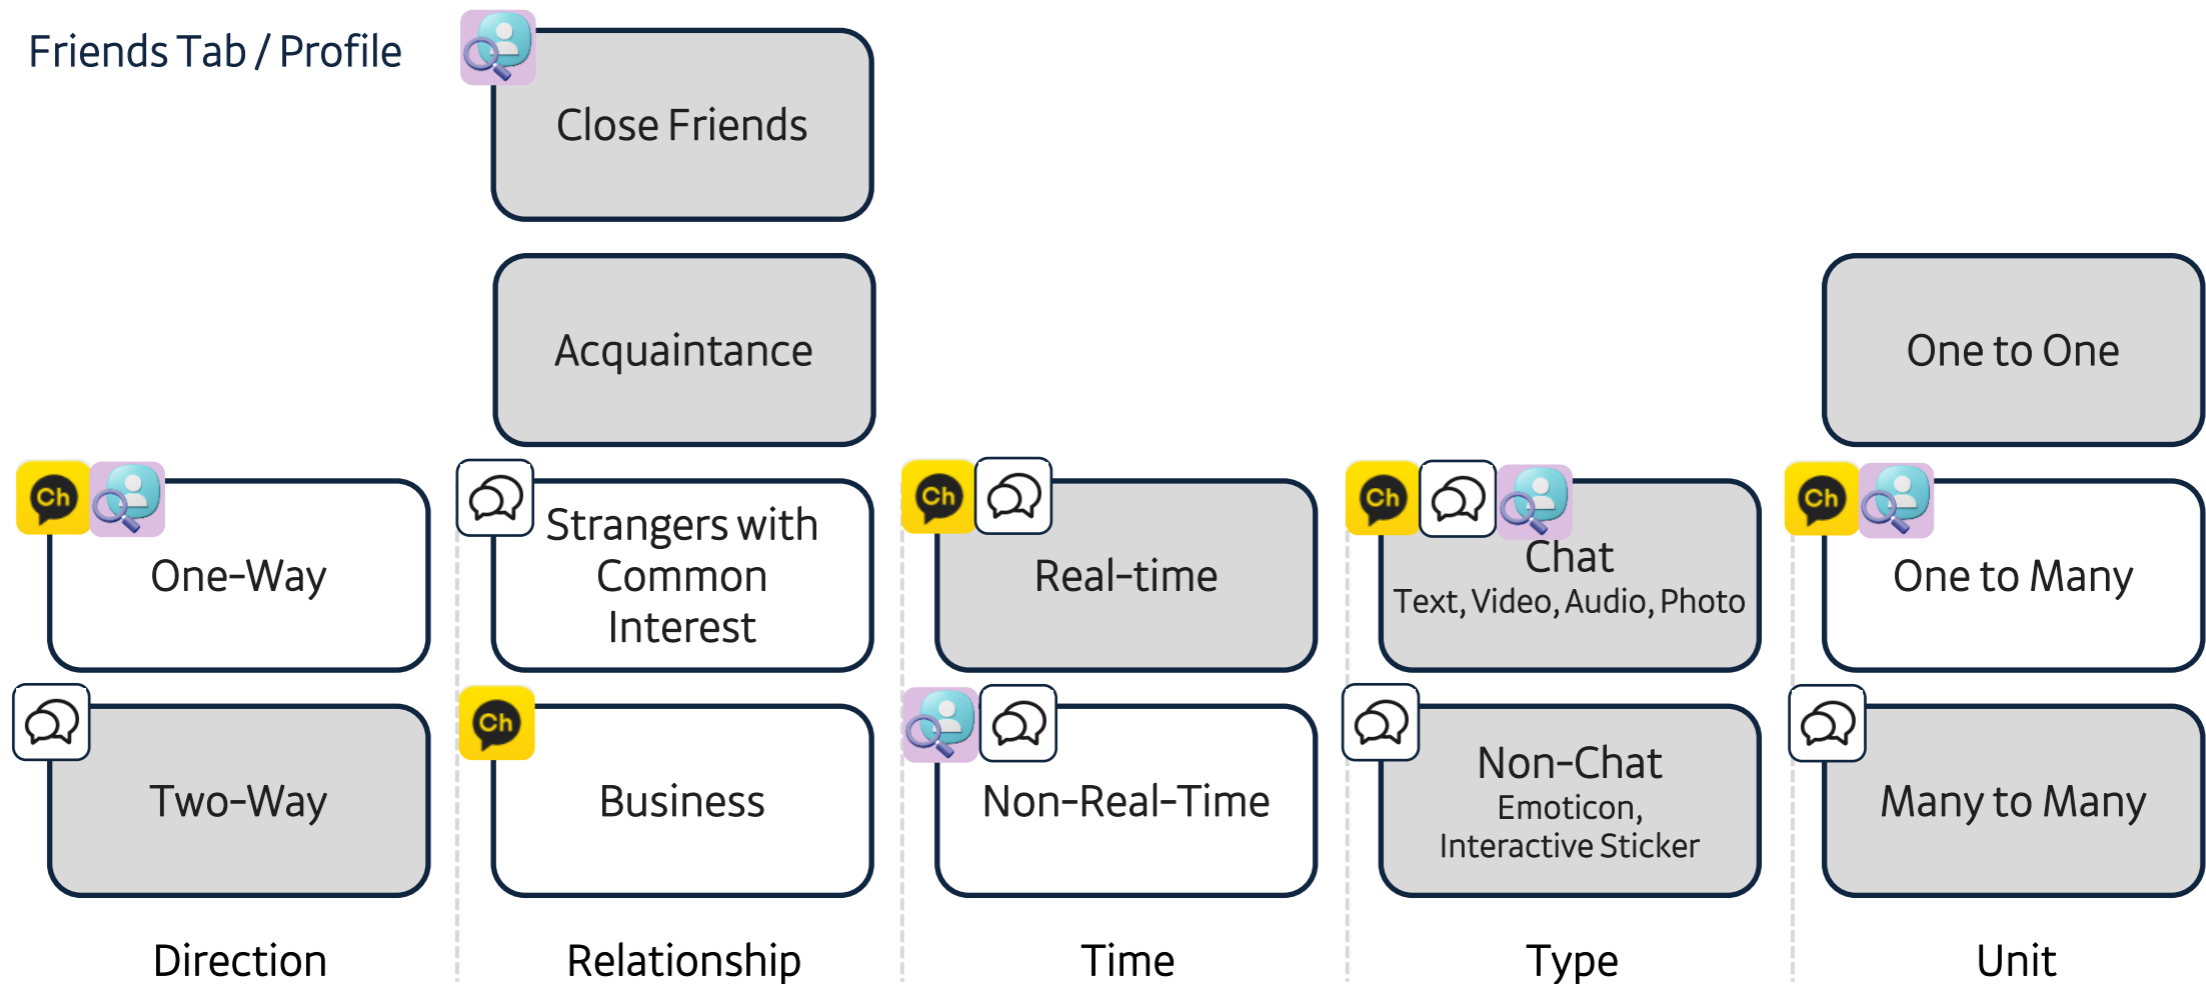 Friends Tab / Profile
Close Friends
Acquaintance
One to One
Ch
One-Way
Strangers with
Common
Interest
Ch
Real-time
Ch
Chat
Text, Video, Audio, Photo
Ch
One to Many
Two-Way
Ch
Business
Non-Real-Time
Non-Chat
Emoticon,
Interactive Sticker
Many to Many
Direction
Relationship
Time
Type
Unit